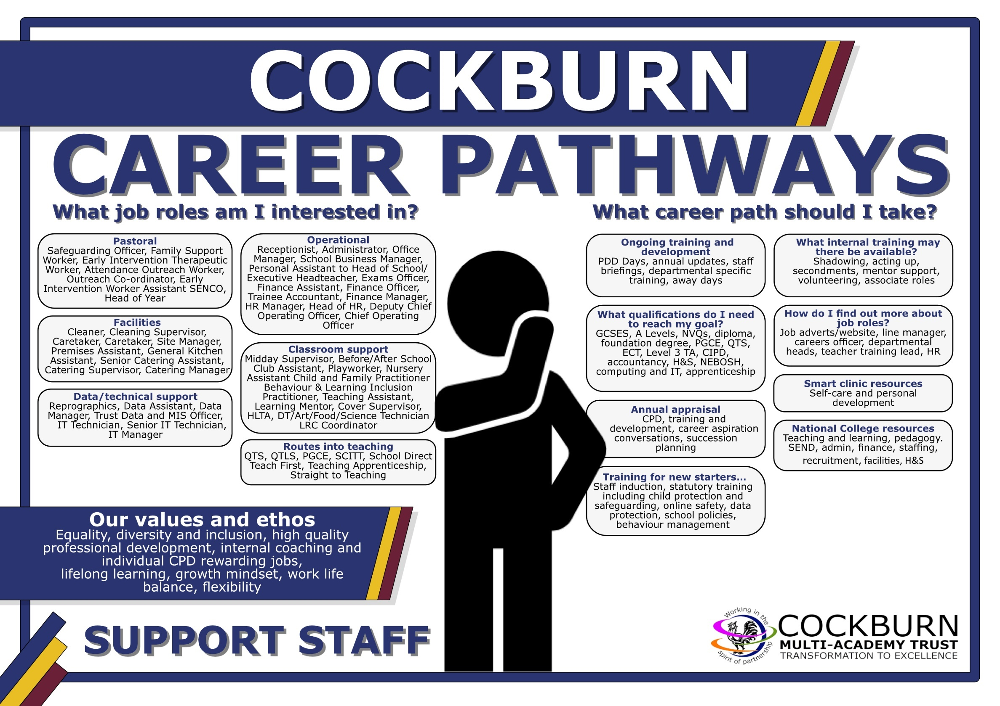 COCKBURN
CAREER PATHWAYS
What job roles am I interested in?
Pastoral
Safeguarding Officer, Family Support
Worker, Early Intervention Therapeutic
Worker, Attendance Outreach Worker,
Outreach Co-ordinator, Early
Intervention Worker Assistant SENCO,
Head of Year
Facilities
Cleaner, Cleaning Supervisor,
Caretaker, Caretaker, Site Manager,
Premises Assistant, General Kitchen
Assistant, Senior Catering Assistant,
Catering Supervisor, Catering Manager
Data/technical support
Reprographics, Data Assistant, Data
Manager, Trust Data and MIS Officer,
IT Technician, Senior IT Technician,
IT Manager
Operational
Receptionist, Administrator, Office
Manager, School Business Manager,
Personal Assistant to Head of School/
Executive Headteacher, Exams Officer,
Finance Assistant, Finance Officer,
Trainee Accountant, Finance Manager,
HR Manager, Head of HR, Deputy Chief
Operating Officer, Chief Operating
Officer
Classroom support
Midday Supervisor, Before/After School
Club Assistant, Playworker, Nursery
Assistant Child and Family Practitioner
Behaviour & Learning Inclusion
Practitioner, Teaching Assistant,
Learning Mentor, Cover Supervisor,
HLTA, DT/Art/Food/Science Technician
LRC Coordinator
Routes into teaching
QTS, QTLS, PGCE, SCITT, School Direct
Teach First, Teaching Apprenticeship,
Straight to Teaching
What career path should I take?
Ongoing training and
development
PDD Days, annual updates, staff
briefings, departmental specific
training, away days
What qualifications do I need
to reach my goal?
GCSES, A Levels, NVQs, diploma,
foundation degree, PGCE, QTS,
ECT, Level 3 TA, CIPD,
accountancy, H&S, NEBOSH,
computing and IT, apprenticeship
Annual appraisal
CPD, training and
development, career aspiration
conversations, succession
planning
Training for new starters...
Staff induction, statutory training
including child protection and
safeguarding, online safety, data
protection, school policies,
behaviour management
What internal training may
there be available?
Shadowing, acting up,
secondments, mentor support,
volunteering, associate roles
How do I find out more about
job roles?
Job adverts/website, line manager,
careers officer, departmental
heads, teacher training lead, HR
Smart clinic resources
Self-care and personal
development
National College resources
Teaching and learning, pedagogy.
SEND, admin, finance, staffing,
recruitment, facilities, H&S
Our values and ethos
Equality, diversity and inclusion, high quality
professional development, internal coaching and
individual CPD rewarding jobs,
lifelong learning, growth mindset, work life
balance, flexibility
SUPPORT STAFF
Working in the
spirit of partnership
COCKBURN
MULTI-ACADEMY TRUST
TRANSFORMATION TO EXCELLENCE